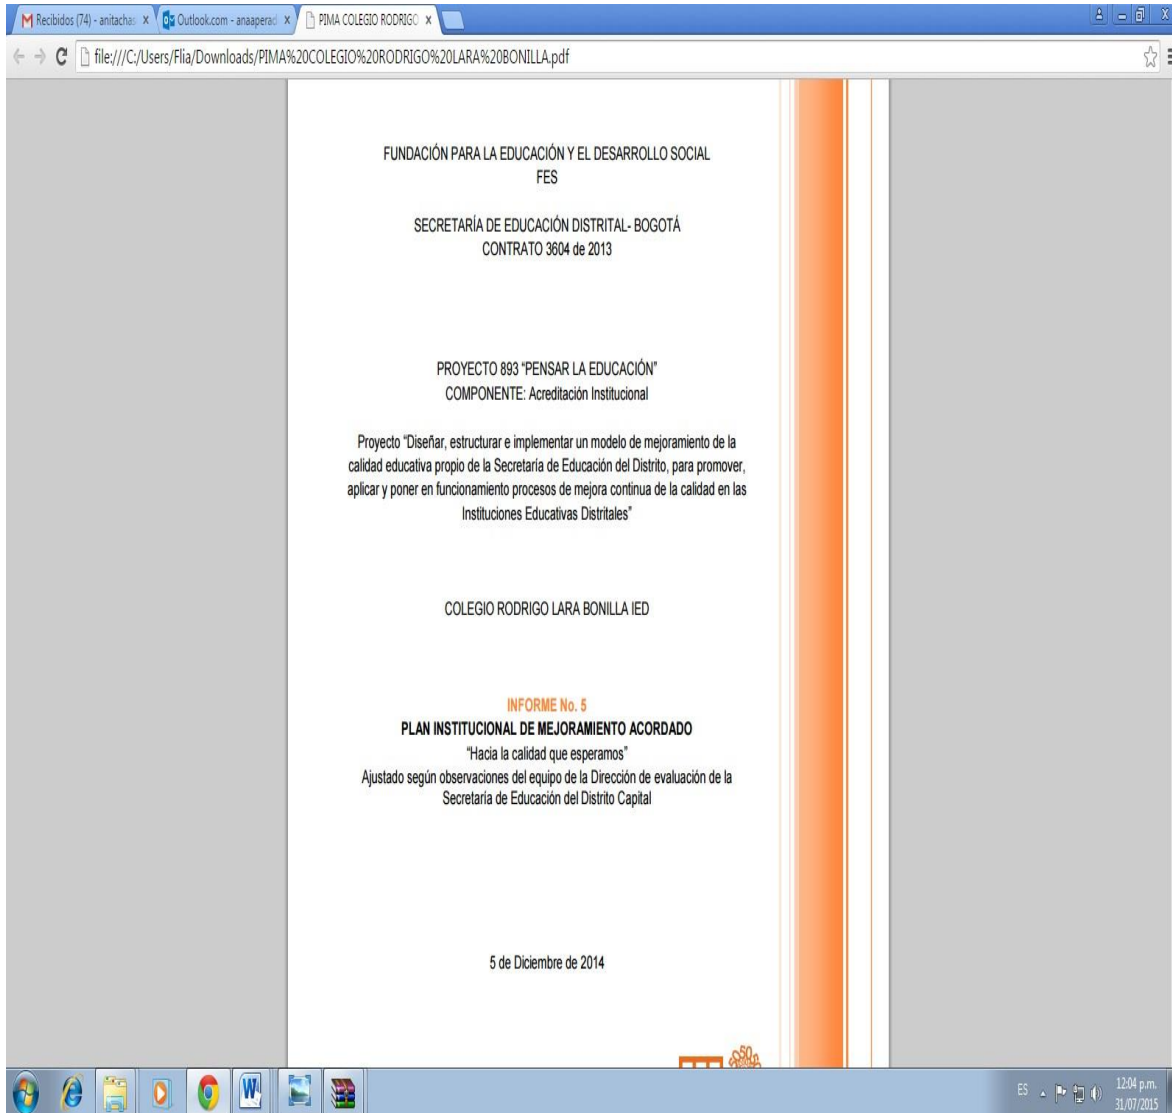 Recibidos (74) - anitachas
Outlook.com - anaaperad
PIMA COLEGIO RODRIGO
file:///C:/Users/Flia/Downloads/PIMA%20COLEGIO%20RODRIGO%20LARA%20BONILLA.pdf
FUNDACIÓN PARA LA EDUCACIÓN Y EL DESARROLLO SOCIAL
FES
SECRETARÍA DE EDUCACIÓN DISTRITAL- BOGOTÁ
CONTRATO 3604 de 2013
PROYECTO 893 “PENSAR LA EDUCACIÓN”
COMPONENTE: Acreditación Institucional
Proyecto “Diseñar, estructurar e implementar un modelo de mejoramiento de la
calidad educativa propio de la Secretaría de Educación del Distrito, para promover,
aplicar y poner en funcionamiento procesos de mejora continua de la calidad en las
Instituciones Educativas Distritales”
COLEGIO RODRIGO LARA BONILLA IED
INFORME No. 5
PLAN INSTITUCIONAL DE MEJORAMIENTO ACORDADO
“Hacia la calidad que esperamos”
Ajustado según observaciones del equipo de la Dirección de evaluación de la
Secretaría de Educación del Distrito Capital
5 de Diciembre de 2014
50
ES
12:04 p.m.
31/07/2015